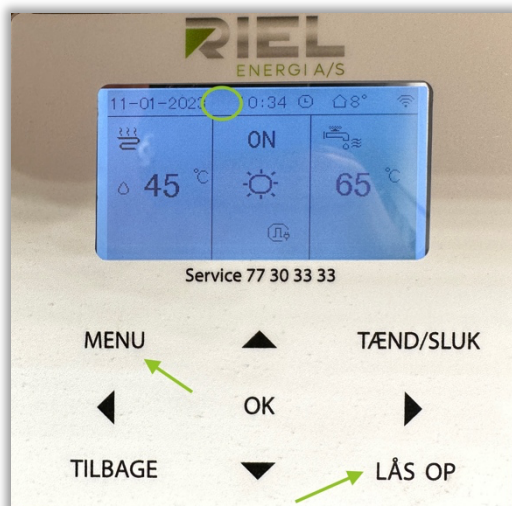 RIEL
ENERGI A/S
11-01-2023 0:34 8°
ON
45 °C
65 °C
Service 77 30 33 33
MENU
TÆND/SLUK
OK
TILBAGE
LÅS OP